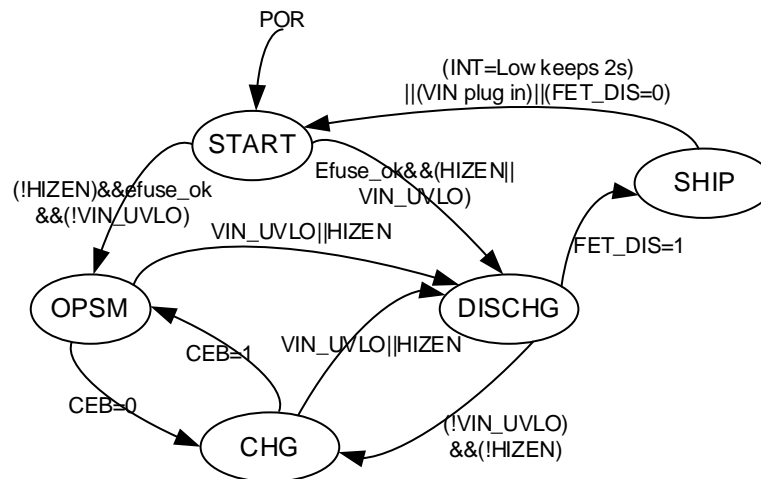 POR
(INT=Low keeps 2s)
||(VIN plug in)||(FET_DIS=0)
START
SHIP
(!HIZEN)&&efuse_ok
&&(!VIN_UVLO)
Efuse_ok&&(HIZEN||
VIN_UVLO)
VIN_UVLO||HIZEN
FET_DIS=1
OPSM
DISCHG
CEB=1
VIN_UVLO||HIZEN
CEB=0
CHG
(!VIN_UVLO)
&&(!HIZEN)